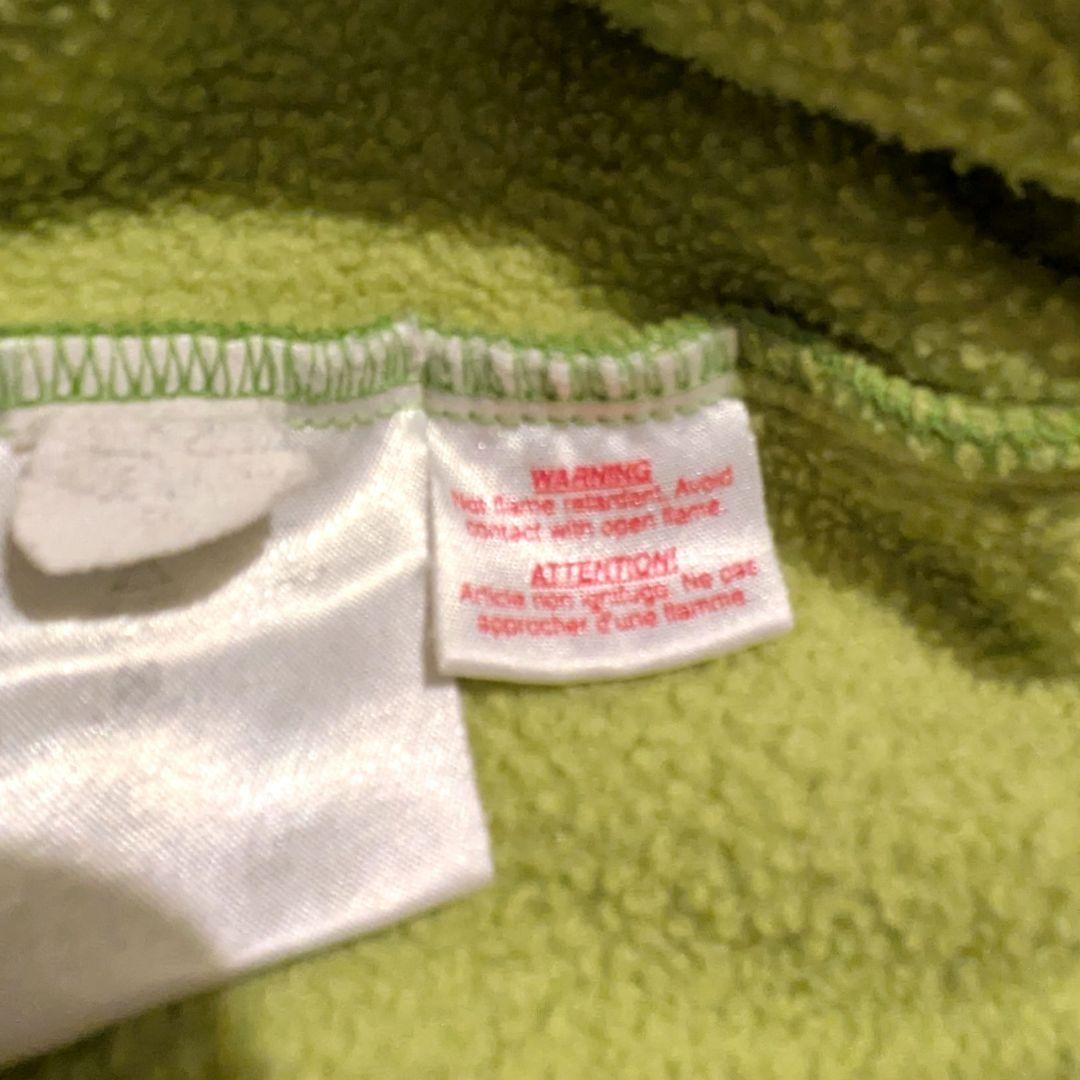 WARNING
Not flame retardant. Avoid
contact with open flame.
ATTENTION!
Article non ignifuge. Ne pas
approcher d'une flamme.